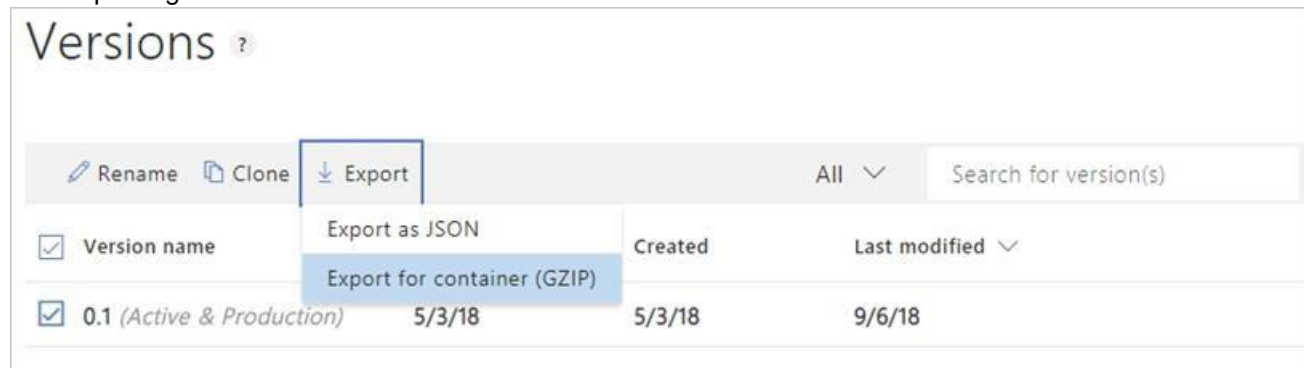 Versions ?
Rename Clone Export All Search for version(s)
Export as JSON
Version name Created Last modified
Export for container (GZIP)
0.1 (Active & Production) 5/3/18 5/3/18 9/6/18